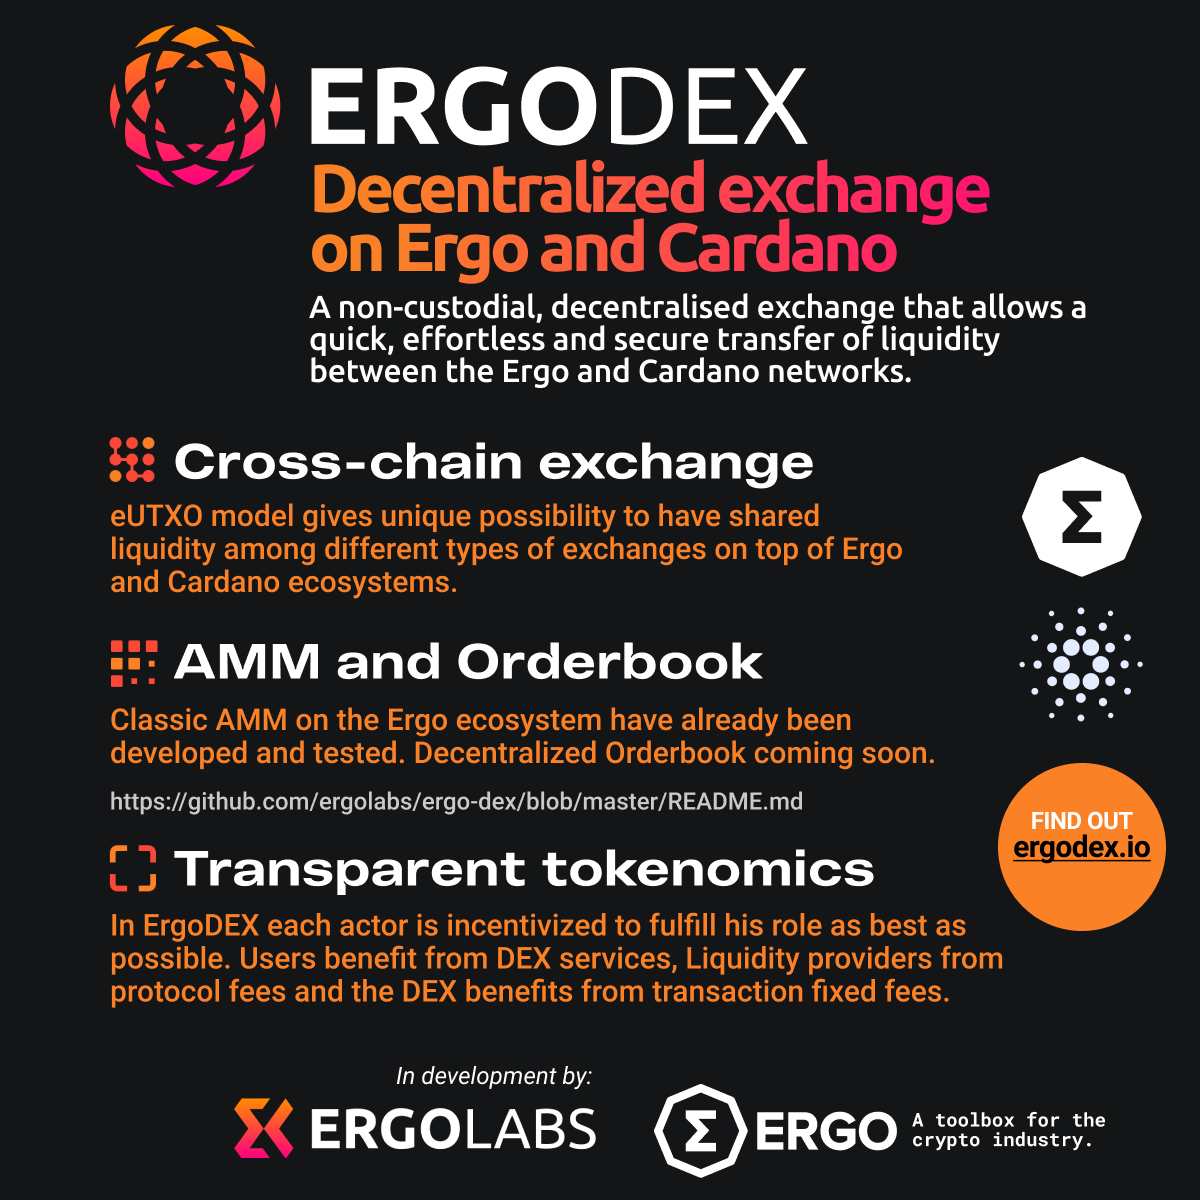 ERGODEX
Decentralized exchange
on Ergo and Cardano
A non-custodial, decentralised exchange that allows a
quick, effortless and secure transfer of liquidity
between the Ergo and Cardano networks.
Cross-chain exchange
eUTXO model gives unique possibility to have shared
liquidity among different types of exchanges on top of Ergo
and Cardano ecosystems.
Σ
AMM and Orderbook
Classic AMM on the Ergo ecosystem have already been
developed and tested. Decentralized Orderbook coming soon.
https://github.com/ergolabs/ergo-dex/blob/master/README.md
FIND OUT
ergodex.io
Transparent tokenomics
In ErgoDEX each actor is incentivized to fulfill his role as best as
possible. Users benefit from DEX services, Liquidity providers from
protocol fees and the DEX benefits from transaction fixed fees.
In development by:
ERGOLABS
Σ ERGO
A toolbox for the
crypto industry.